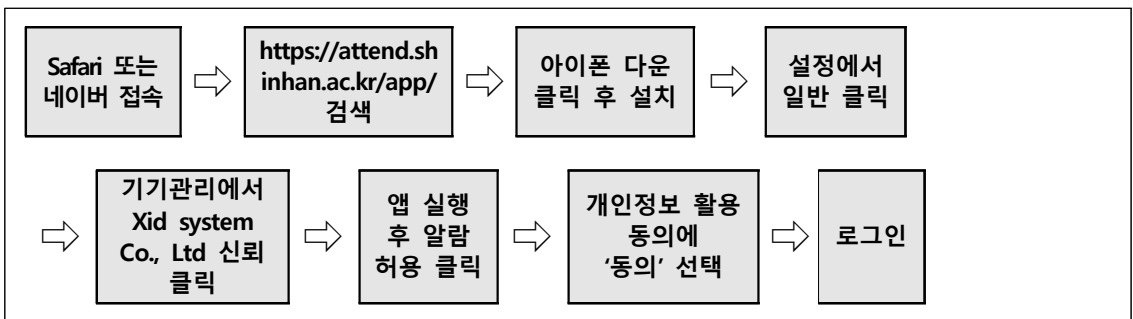 Safari 또는
네이버 접속
https://attend.sh
inhan.ac.kr/app/
검색
아이폰 다운
클릭 후 설치
설정에서
일반 클릭
기기관리에서
Xid system
Co., Ltd 신뢰
클릭
앱 실행
후 알람
허용 클릭
개인정보 활용
동의에
‘동의’ 선택
로그인